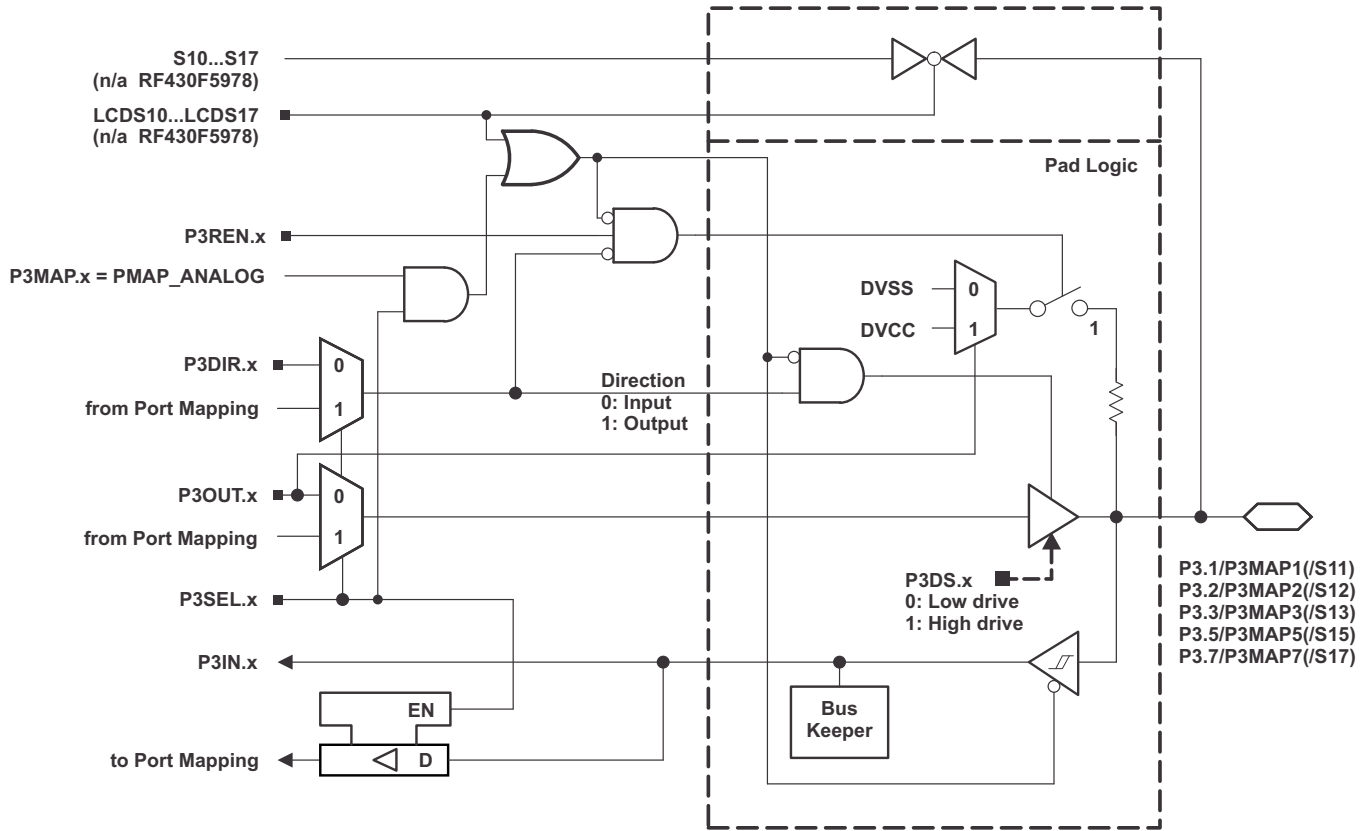 S10...S17
(n/a RF430F5978)
LCDS10...LCDS17
(n/a RF430F5978)
Pad Logic
P3REN.x
P3MAP.x = PMAP_ANALOG
DVSS
0
DVCC
1
1
P3DIR.x
0
Direction
0: Input
1: Output
from Port Mapping
1
P3OUT.x
0
from Port Mapping
1
P3DS.x
0: Low drive
1: High drive
P3.1/P3MAP1(/S11)
P3.2/P3MAP2(/S12)
P3.3/P3MAP3(/S13)
P3.5/P3MAP5(/S15)
P3.7/P3MAP7(/S17)
P3SEL.x
P3IN.x
EN
Bus
Keeper
to Port Mapping
D